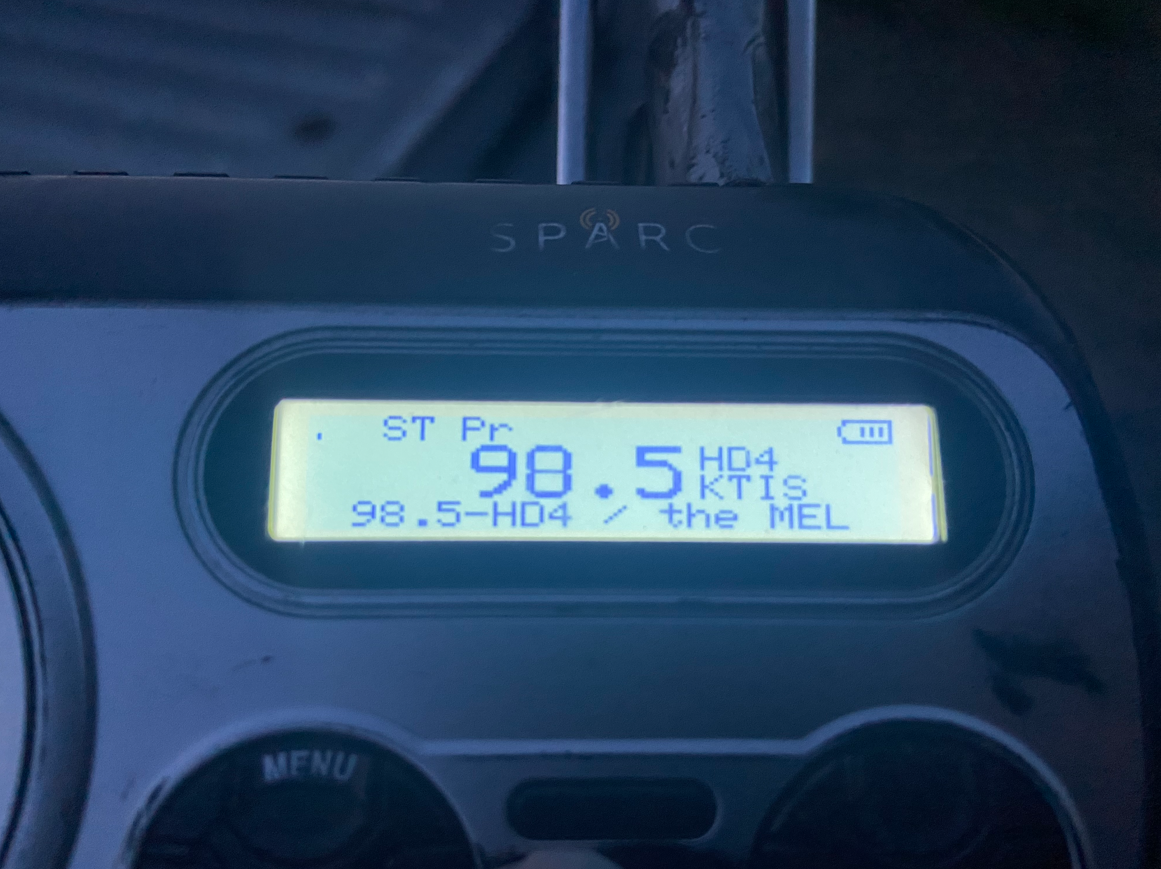 SPARC
. ST Pr
98.5 HD4
KTIS
98.5-HD4 / the MEL
MENU